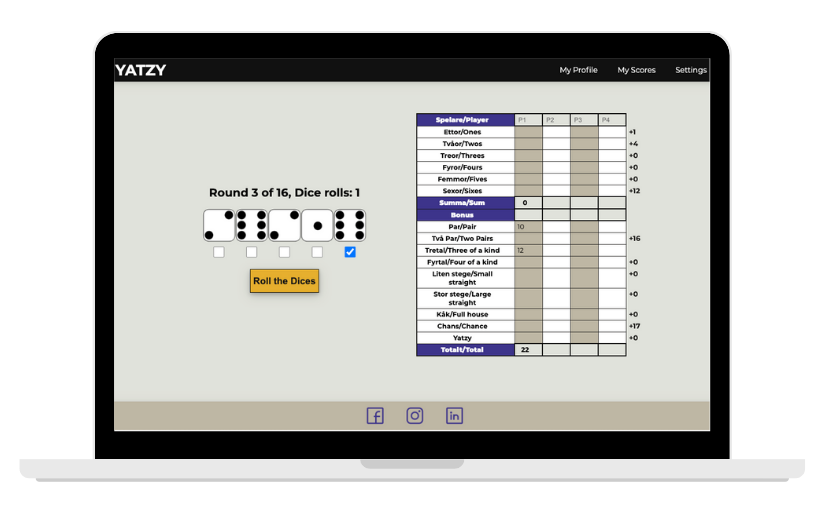 YATZY
My Profile My Scores Settings
Round 3 of 16, Dice rolls: 1
Roll the Dices
Spelare/Player P1 P2 P3 P4
Ettor/Ones +1
Tvåor/Twos +4
Treor/Threes +0
Fyror/Fours +0
Femmor/Fives +0
Sexor/Sixes +12
Summa/Sum 0
Bonus
Par/Pair 10
Två Par/Two Pairs +16
Tretal/Three of a kind 12
Fyrtal/Four of a kind +0
Liten stege/Small
straight +0
Stor stege/Large
straight +0
Kåk/Full house +0
Chans/Chance +17
Yatzy +0
Totalt/Total 22